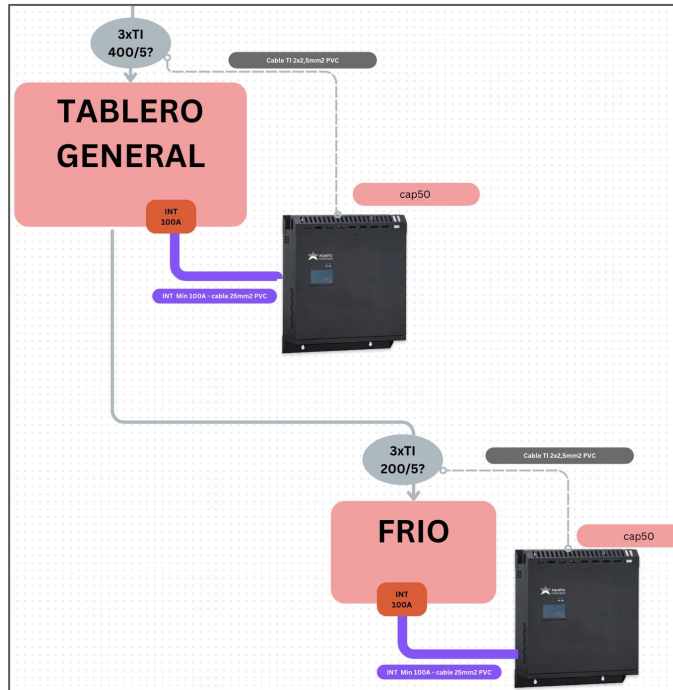 3xTI
400/5?
Cable TI 2x2,5mm2 PVC
TABLERO
GENERAL
cap50
INT
100A
INT Min 100A - cable 25mm2 PVC
3xTI
200/5?
Cable TI 2x2,5mm2 PVC
FRIO
cap50
INT
100A
INT Min 100A - cable 25mm2 PVC